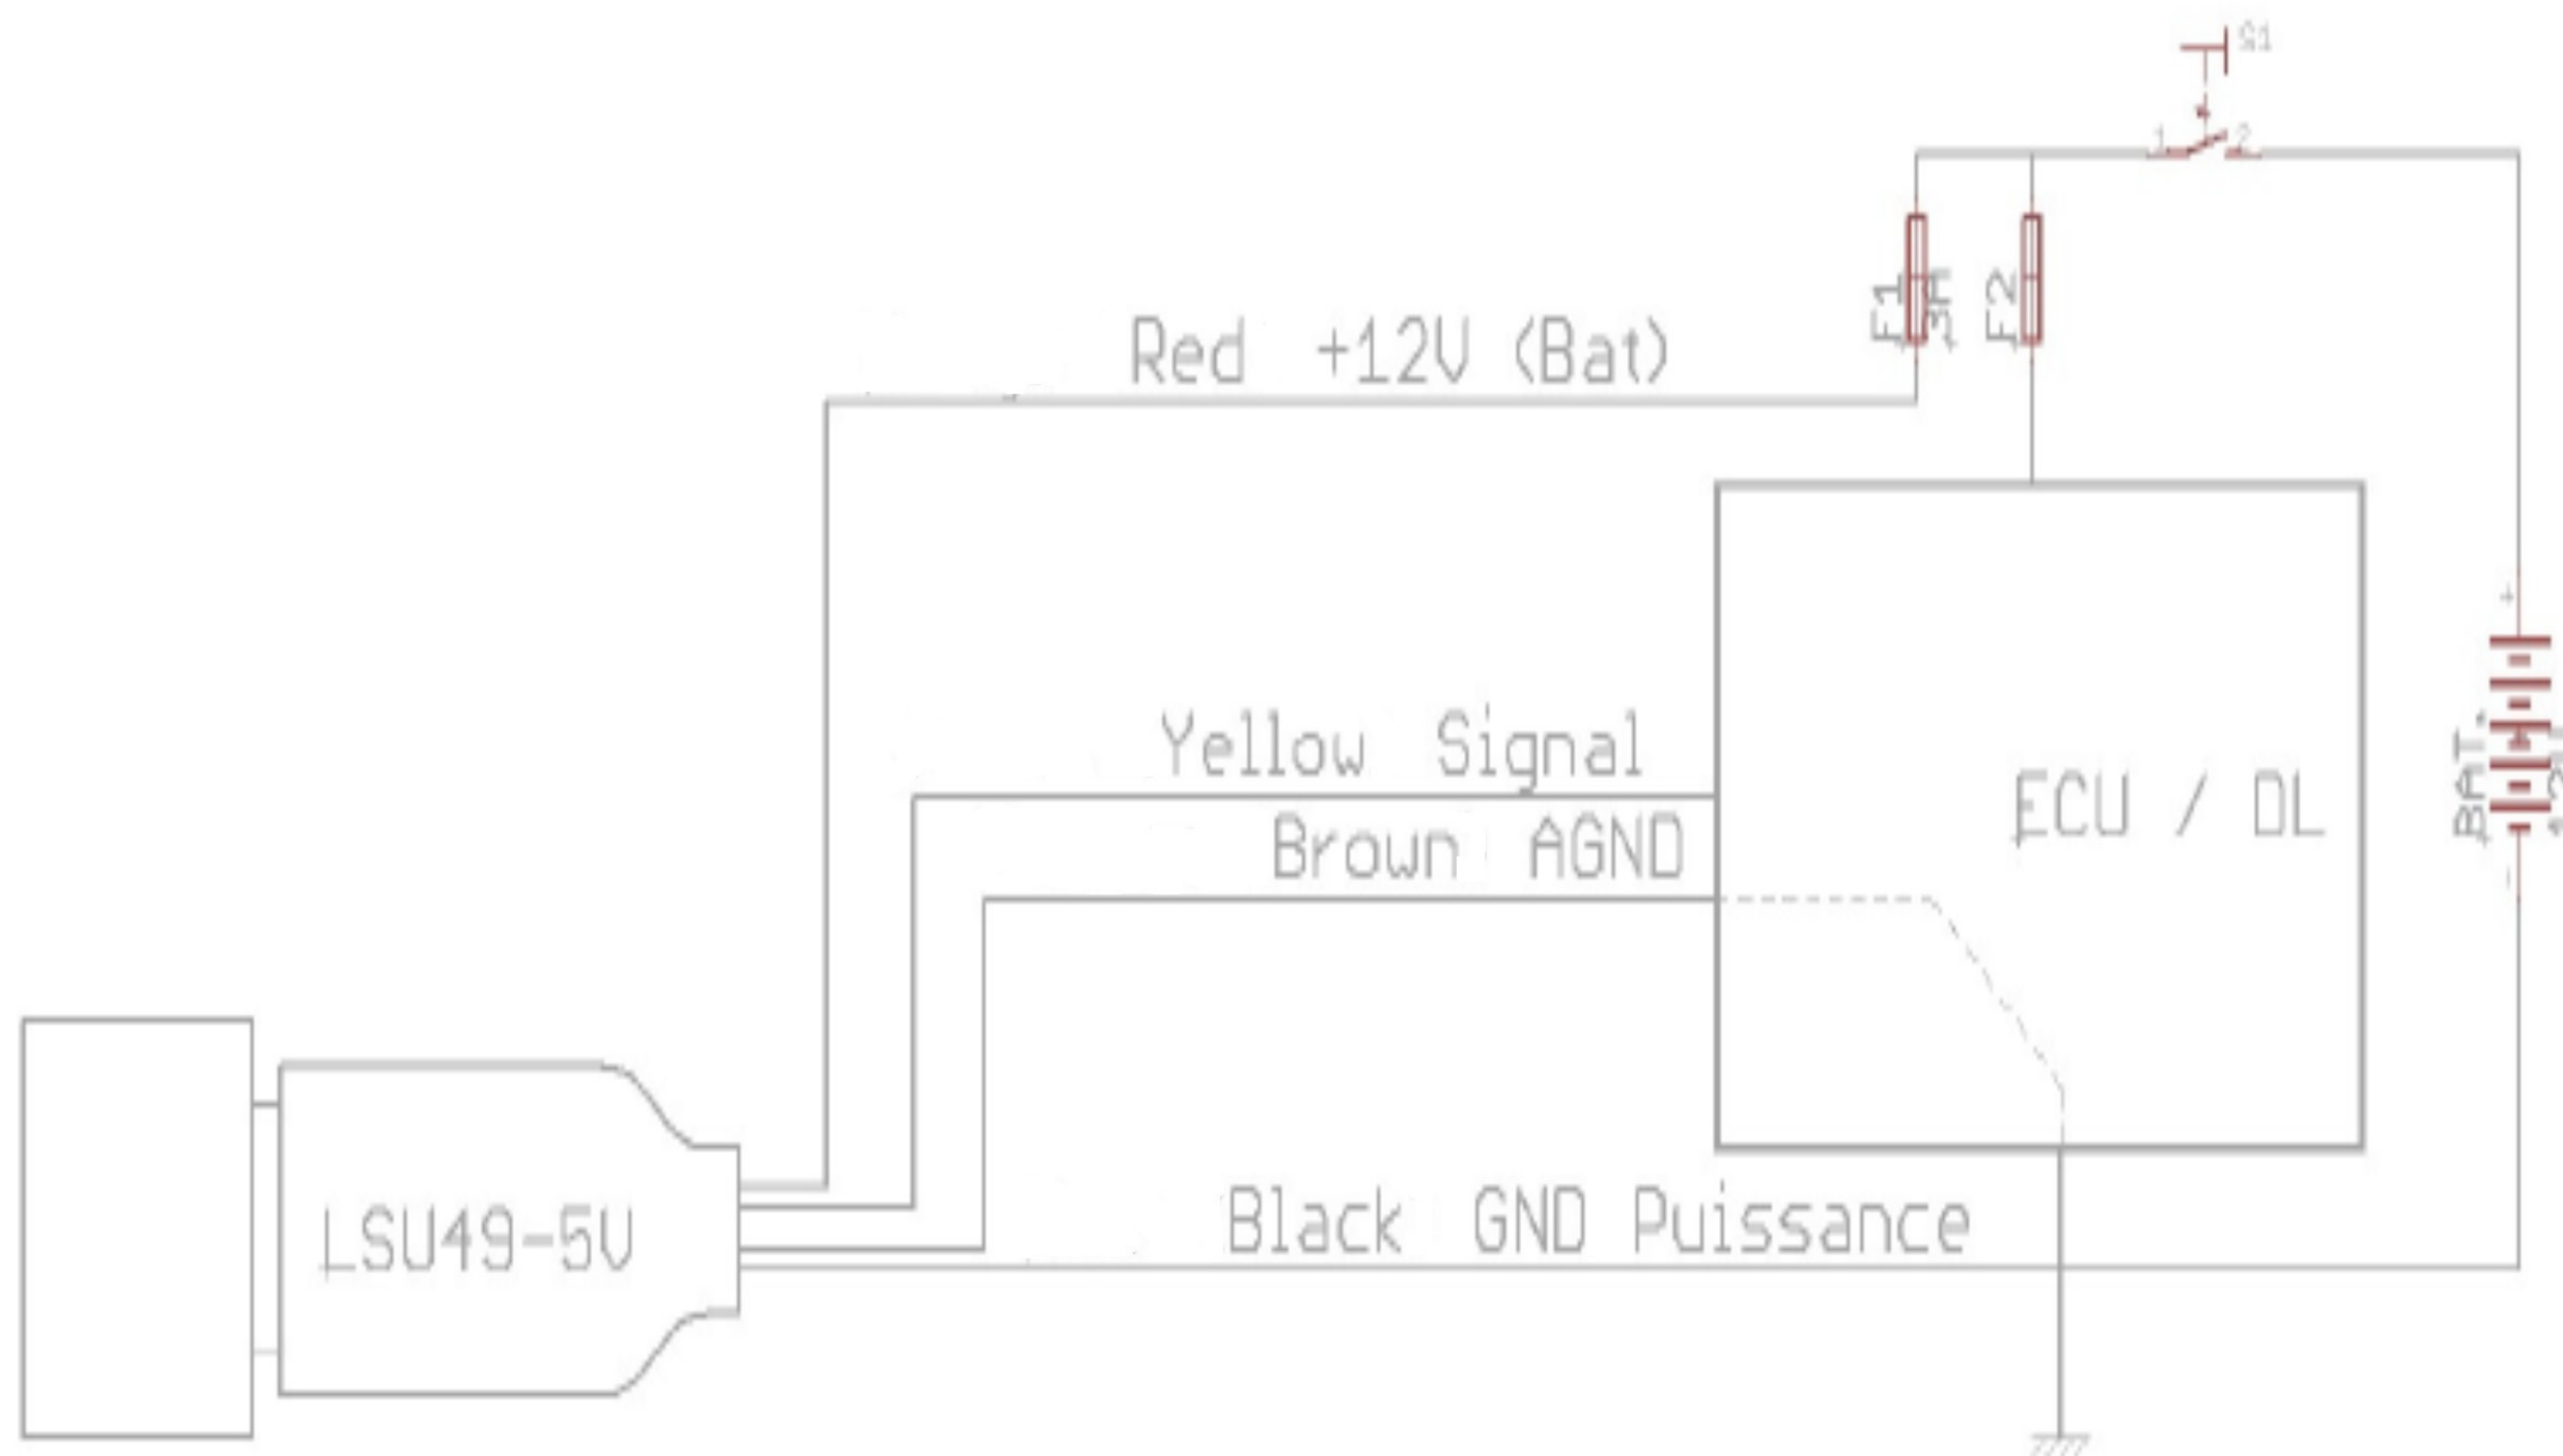 S1
1 2
F1
3A
F2
Red +12V (Bat)
+
Yellow Signal
Brown AGND
ECU / DL
BAT.
-
LSU49-5V
Black GND Puissance